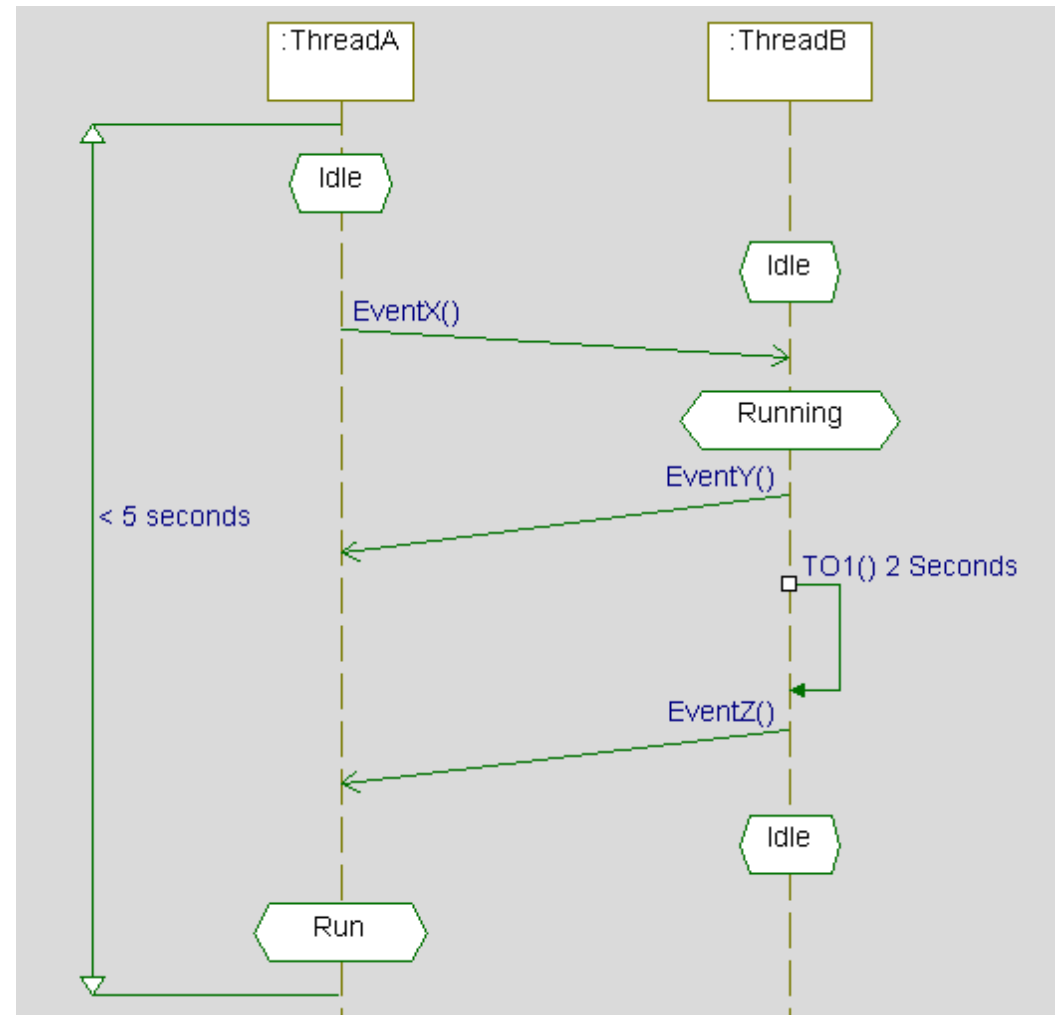 :ThreadA
:ThreadB
Idle
Idle
EventX()
Running
EventY()
< 5 seconds
TO1() 2 Seconds
EventZ()
Idle
Run